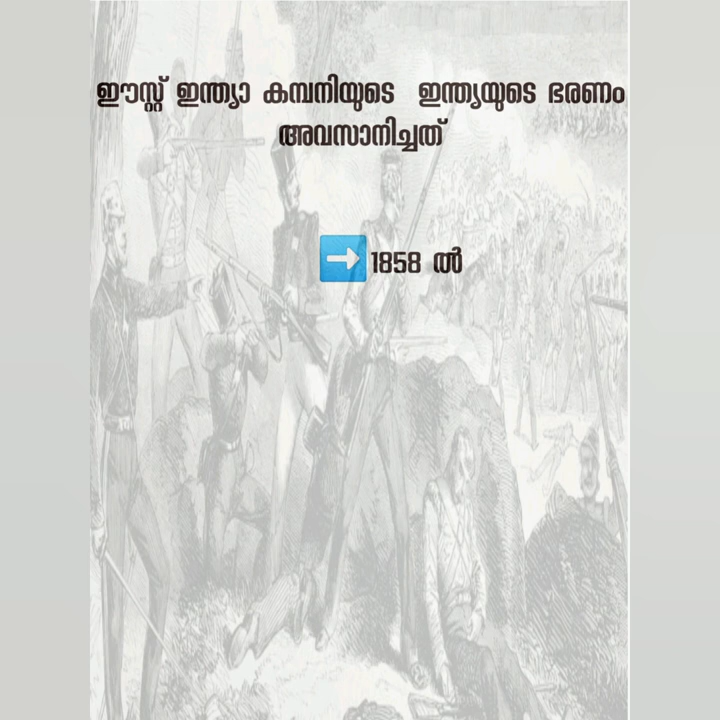 ഈസ്റ്റ് ഇന്ത്യാ കമ്പനിയുടെ ഇന്ത്യയുടെ ഭരണം
അവസാനിച്ചത്
➡️1858 ൽ